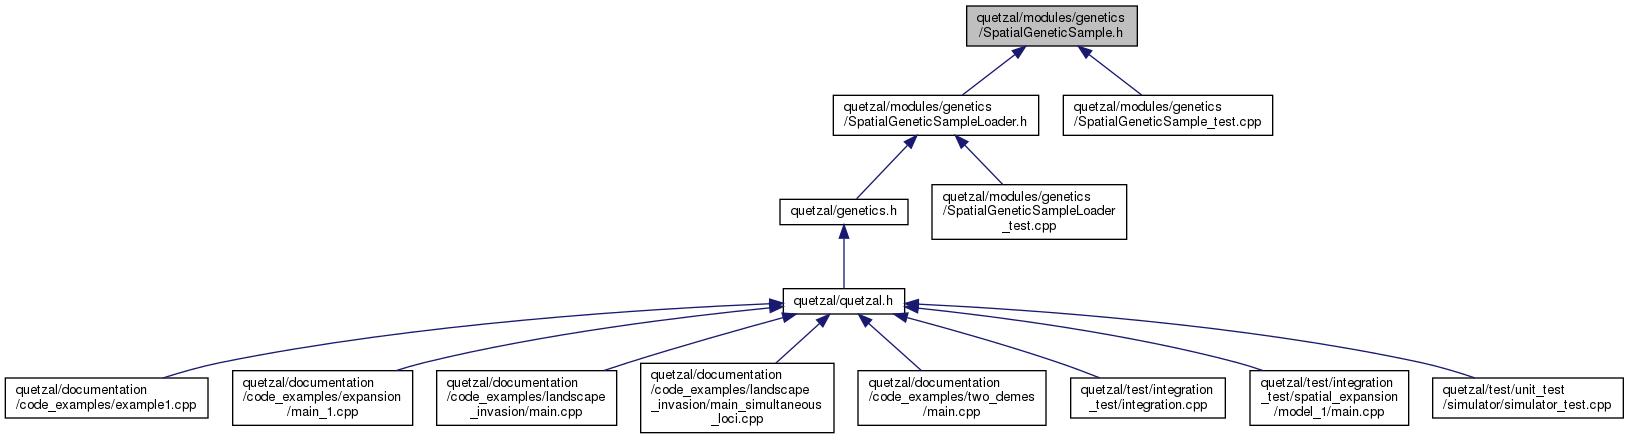 quetzal/modules/genetics
/SpatialGeneticSample.h
quetzal/modules/genetics
/SpatialGeneticSampleLoader.h
quetzal/modules/genetics
/SpatialGeneticSample_test.cpp
quetzal/genetics.h
quetzal/modules/genetics
/SpatialGeneticSampleLoader
_test.cpp
quetzal/quetzal.h
quetzal/documentation
/code_examples/example1.cpp
quetzal/documentation
/code_examples/expansion
/main_1.cpp
quetzal/documentation
/code_examples/landscape
_invasion/main.cpp
quetzal/documentation
/code_examples/landscape
_invasion/main_simultaneous
_loci.cpp
quetzal/documentation
/code_examples/two_demes
/main.cpp
quetzal/test/integration
_test/integration.cpp
quetzal/test/integration
_test/spatial_expansion
/model_1/main.cpp
quetzal/test/unit_test
/simulator/simulator_test.cpp